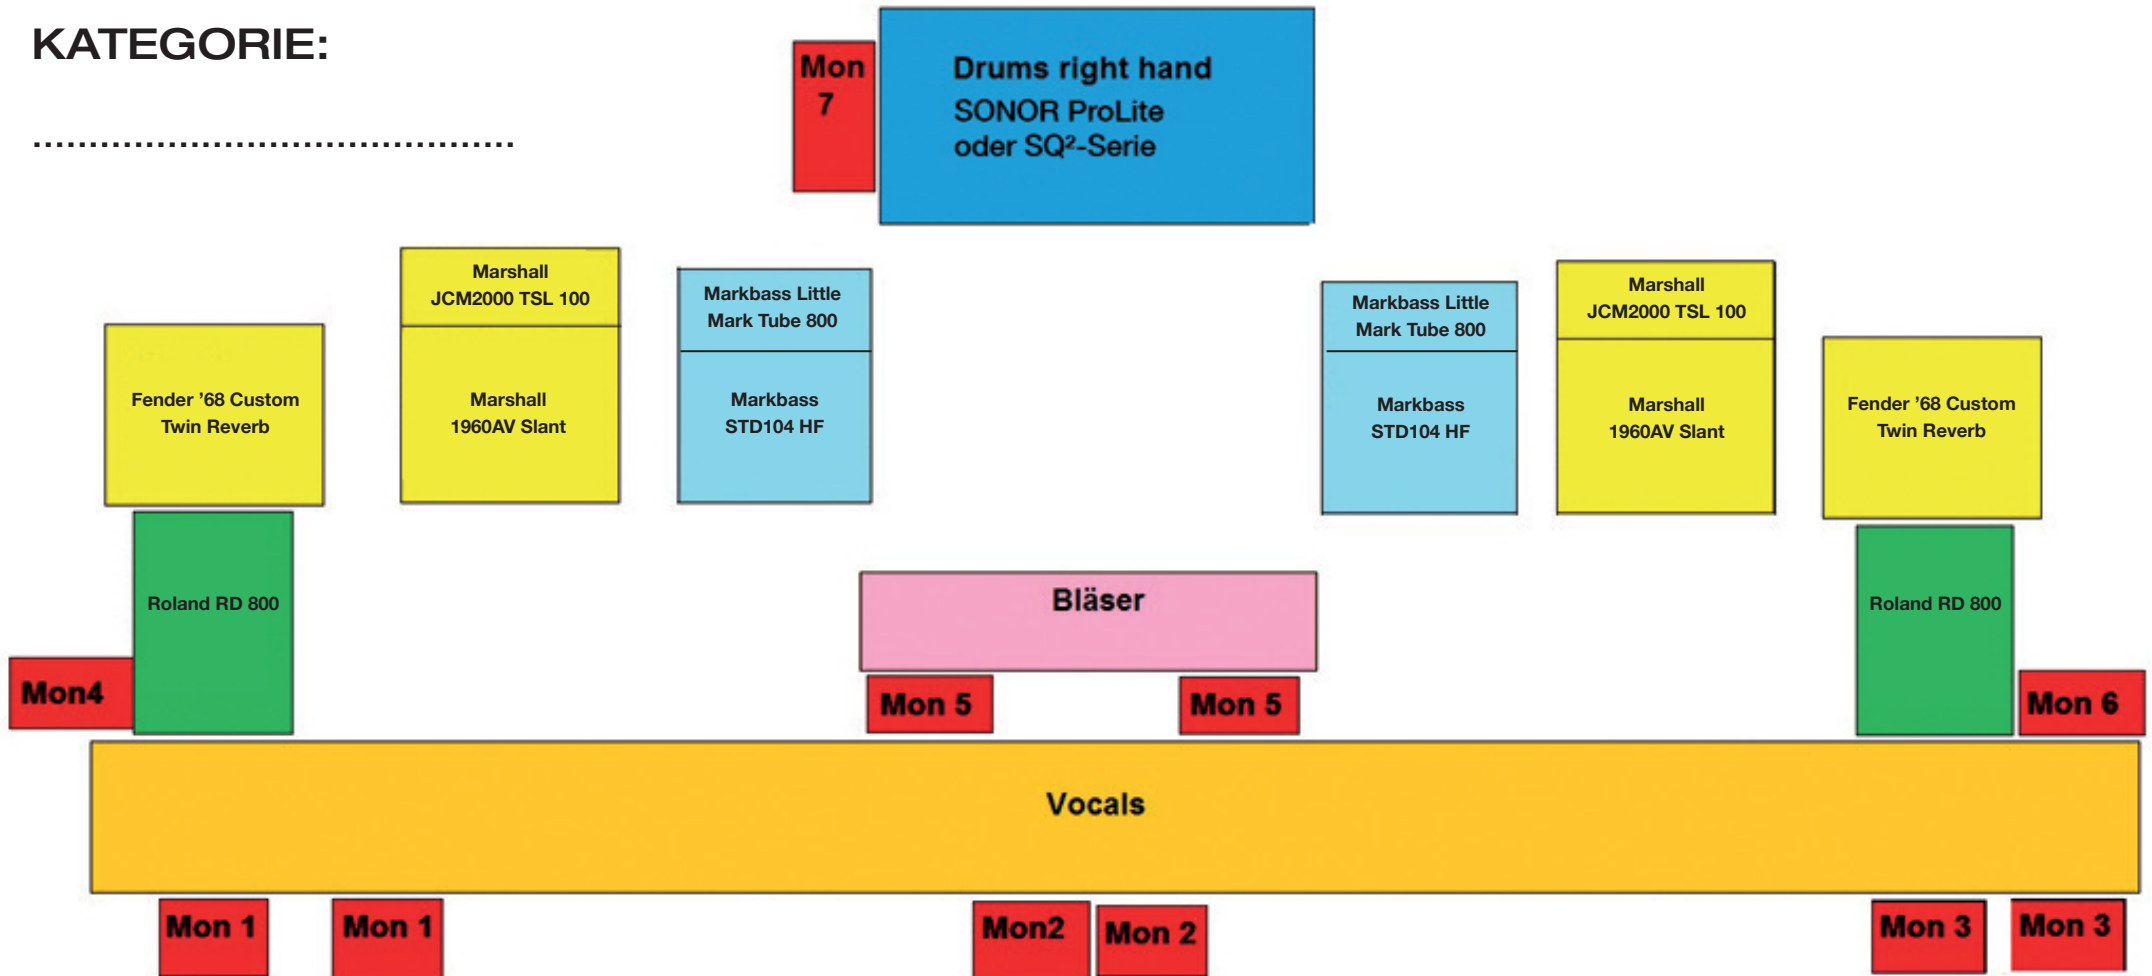 KATEGORIE:
..........................................
Mon
7
Drums right hand
SONOR ProLite
oder SQ²-Serie
Fender ’68 Custom
Twin Reverb
Marshall
JCM2000 TSL 100
Marshall
1960AV Slant
Markbass Little
Mark Tube 800
Markbass
STD104 HF
Markbass Little
Mark Tube 800
Markbass
STD104 HF
Marshall
JCM2000 TSL 100
Marshall
1960AV Slant
Fender ’68 Custom
Twin Reverb
Roland RD 800
Bläser
Roland RD 800
Mon4
Mon 5
Mon 5
Mon 6
Vocals
Mon 1
Mon 1
Mon2
Mon 2
Mon 3
Mon 3